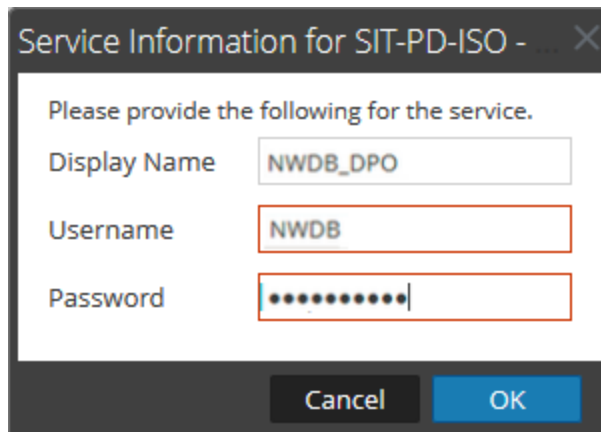 Service Information for SIT-PD-ISO - ...
Please provide the following for the service.
Display Name NWDB_DPO
Username NWDB
Password ••••••••••
Cancel OK